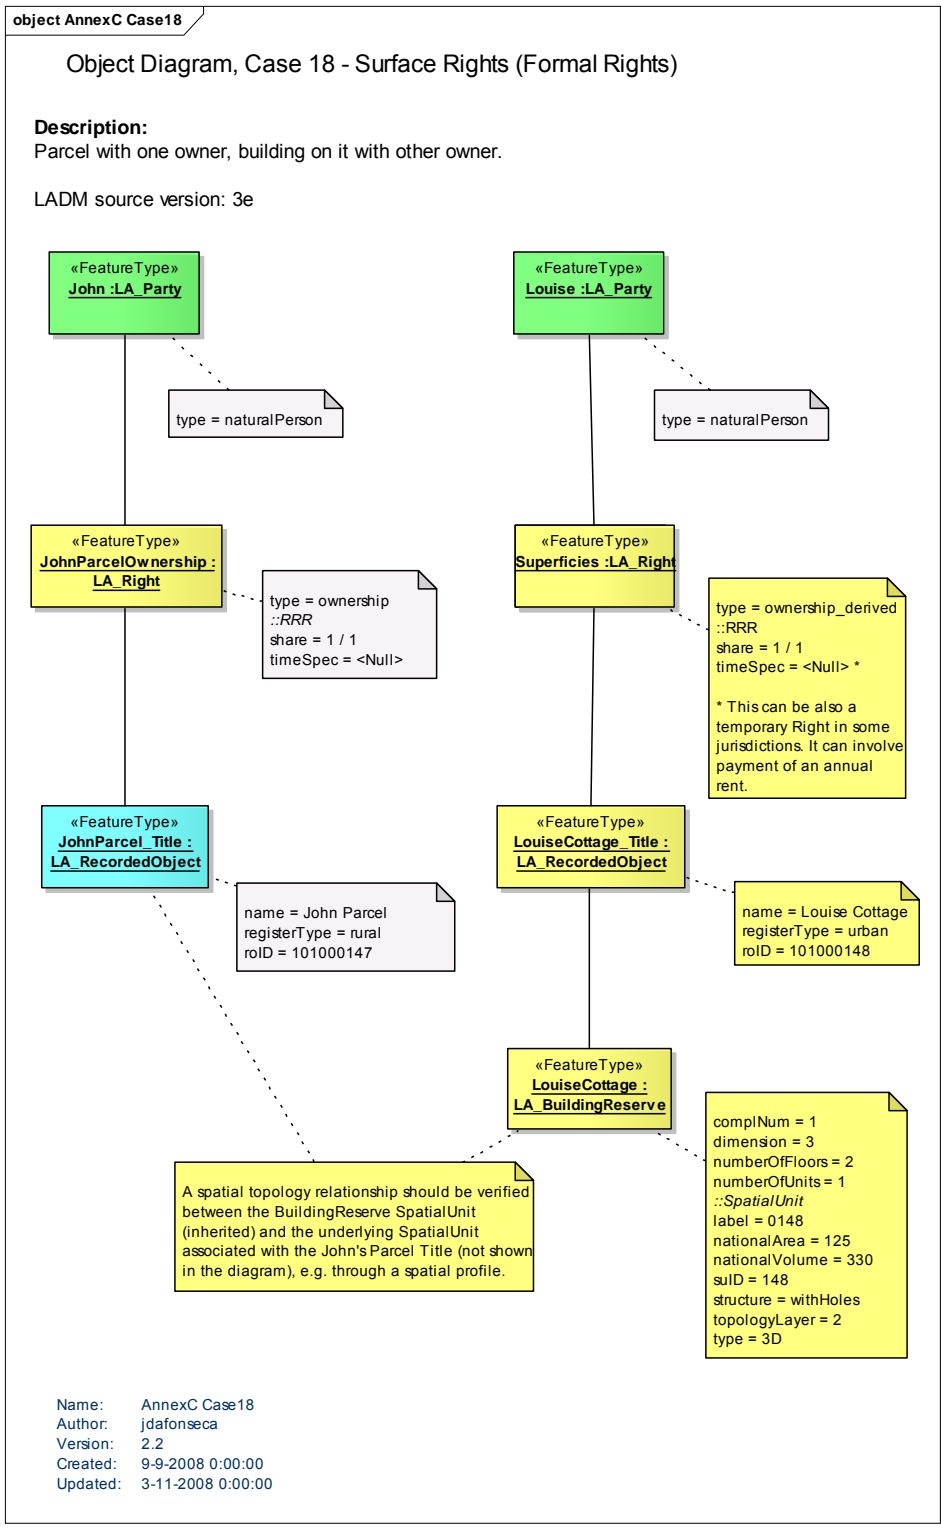 object AnnexC Case18
Object Diagram, Case 18 - Surface Rights (Formal Rights)
Description:
Parcel with one owner, building on it with other owner.
LADM source version: 3e
«FeatureType»
John :LA_Party
type = naturalPerson
«FeatureType»
Louise :LA_Party
type = naturalPerson
«FeatureType»
JohnParcelOwnership :
LA_Right
type = ownership
::RRR
share = 1 / 1
timeSpec = <Null>
«FeatureType»
Superficies :LA_Right
type = ownership_derived
::RRR
share = 1 / 1
timeSpec = <Null> *
* This can be also a
temporary Right in some
jurisdictions. It can involve
payment of an annual
rent.
«FeatureType»
JohnParcel_Title :
LA_RecordedObject
name = John Parcel
registerType = rural
roID = 101000147
«FeatureType»
LouiseCottage_Title :
LA_RecordedObject
name = Louise Cottage
registerType = urban
roID = 101000148
«FeatureType»
LouiseCottage :
LA_BuildingReserve
complNum = 1
dimension = 3
numberOfFloors = 2
numberOfUnits = 1
::SpatialUnit
label = 0148
nationalArea = 125
nationalVolume = 330
suID = 148
structure = withHoles
topologyLayer = 2
type = 3D
A spatial topology relationship should be verified
between the BuildingReserve SpatialUnit
(inherited) and the underlying SpatialUnit
associated with the John's Parcel Title (not shown
in the diagram), e.g. through a spatial profile.
Name: AnnexC Case18
Author: jdafonseca
Version: 2.2
Created: 9-9-2008 0:00:00
Updated: 3-11-2008 0:00:00